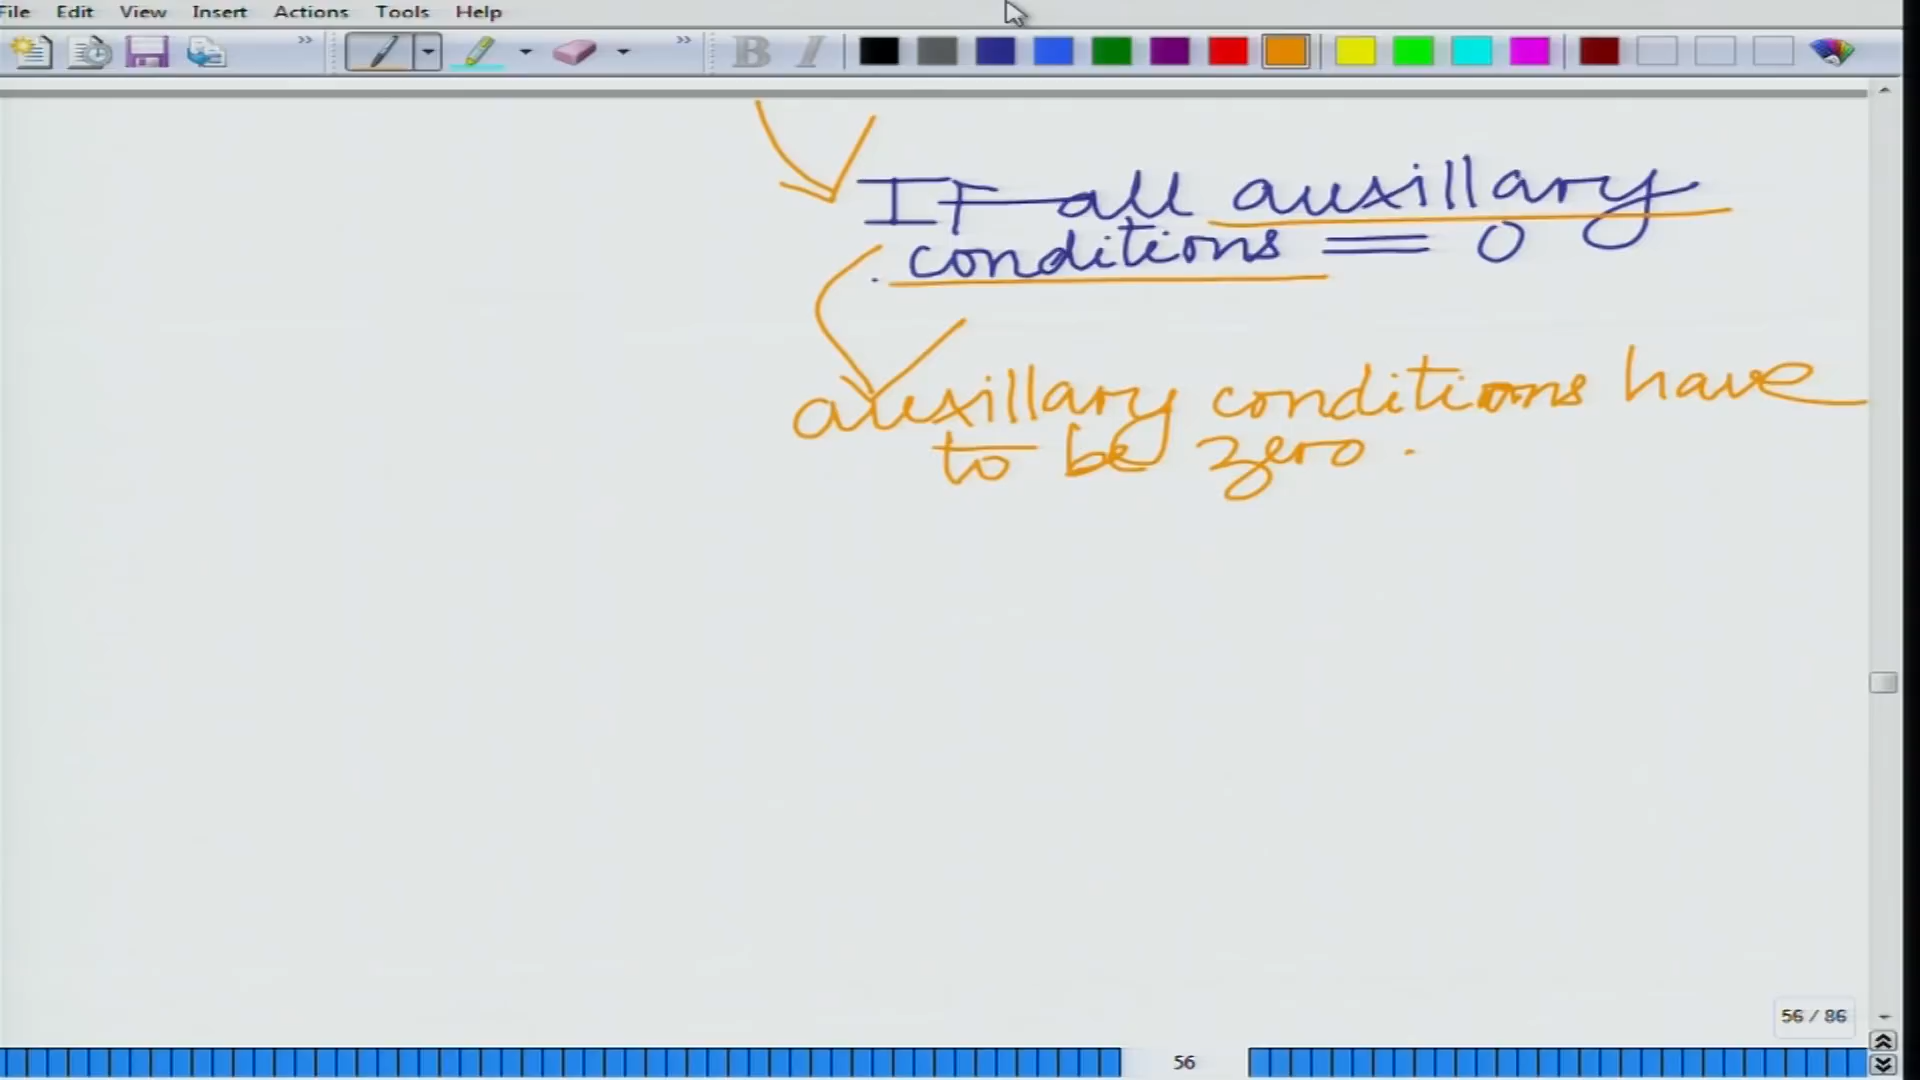 File Edit View Insert Actions Tools Help
B I
IF all auxillary
conditions = 0
auxillary conditions have
to be zero.
56 / 86
56